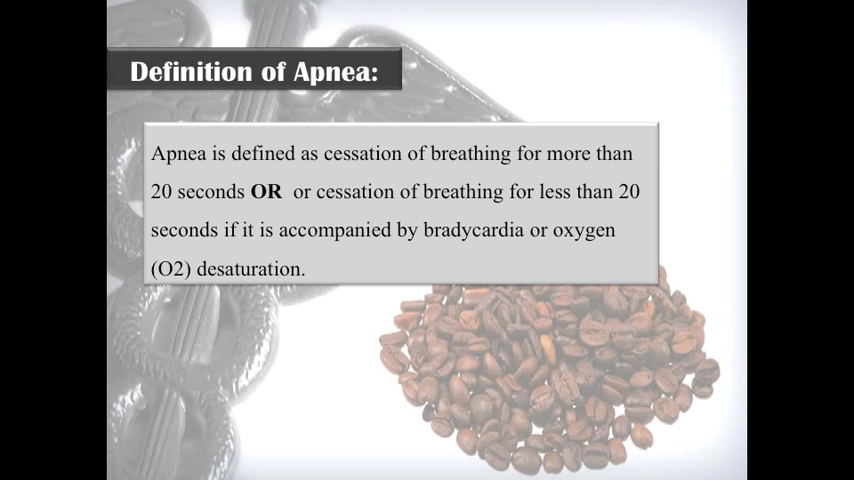 Definition of Apnea:
Apnea is defined as cessation of breathing for more than
20 seconds OR  or cessation of breathing for less than 20
seconds if it is accompanied by bradycardia or oxygen
(O2) desaturation.